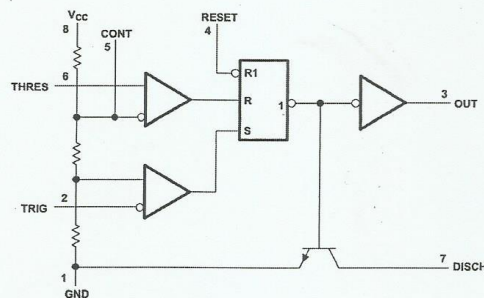 VCC
8
CONT
5
RESET
4
6
THRES
R1
R
1
S
3
OUT
2
TRIG
1
GND
7
DISCH